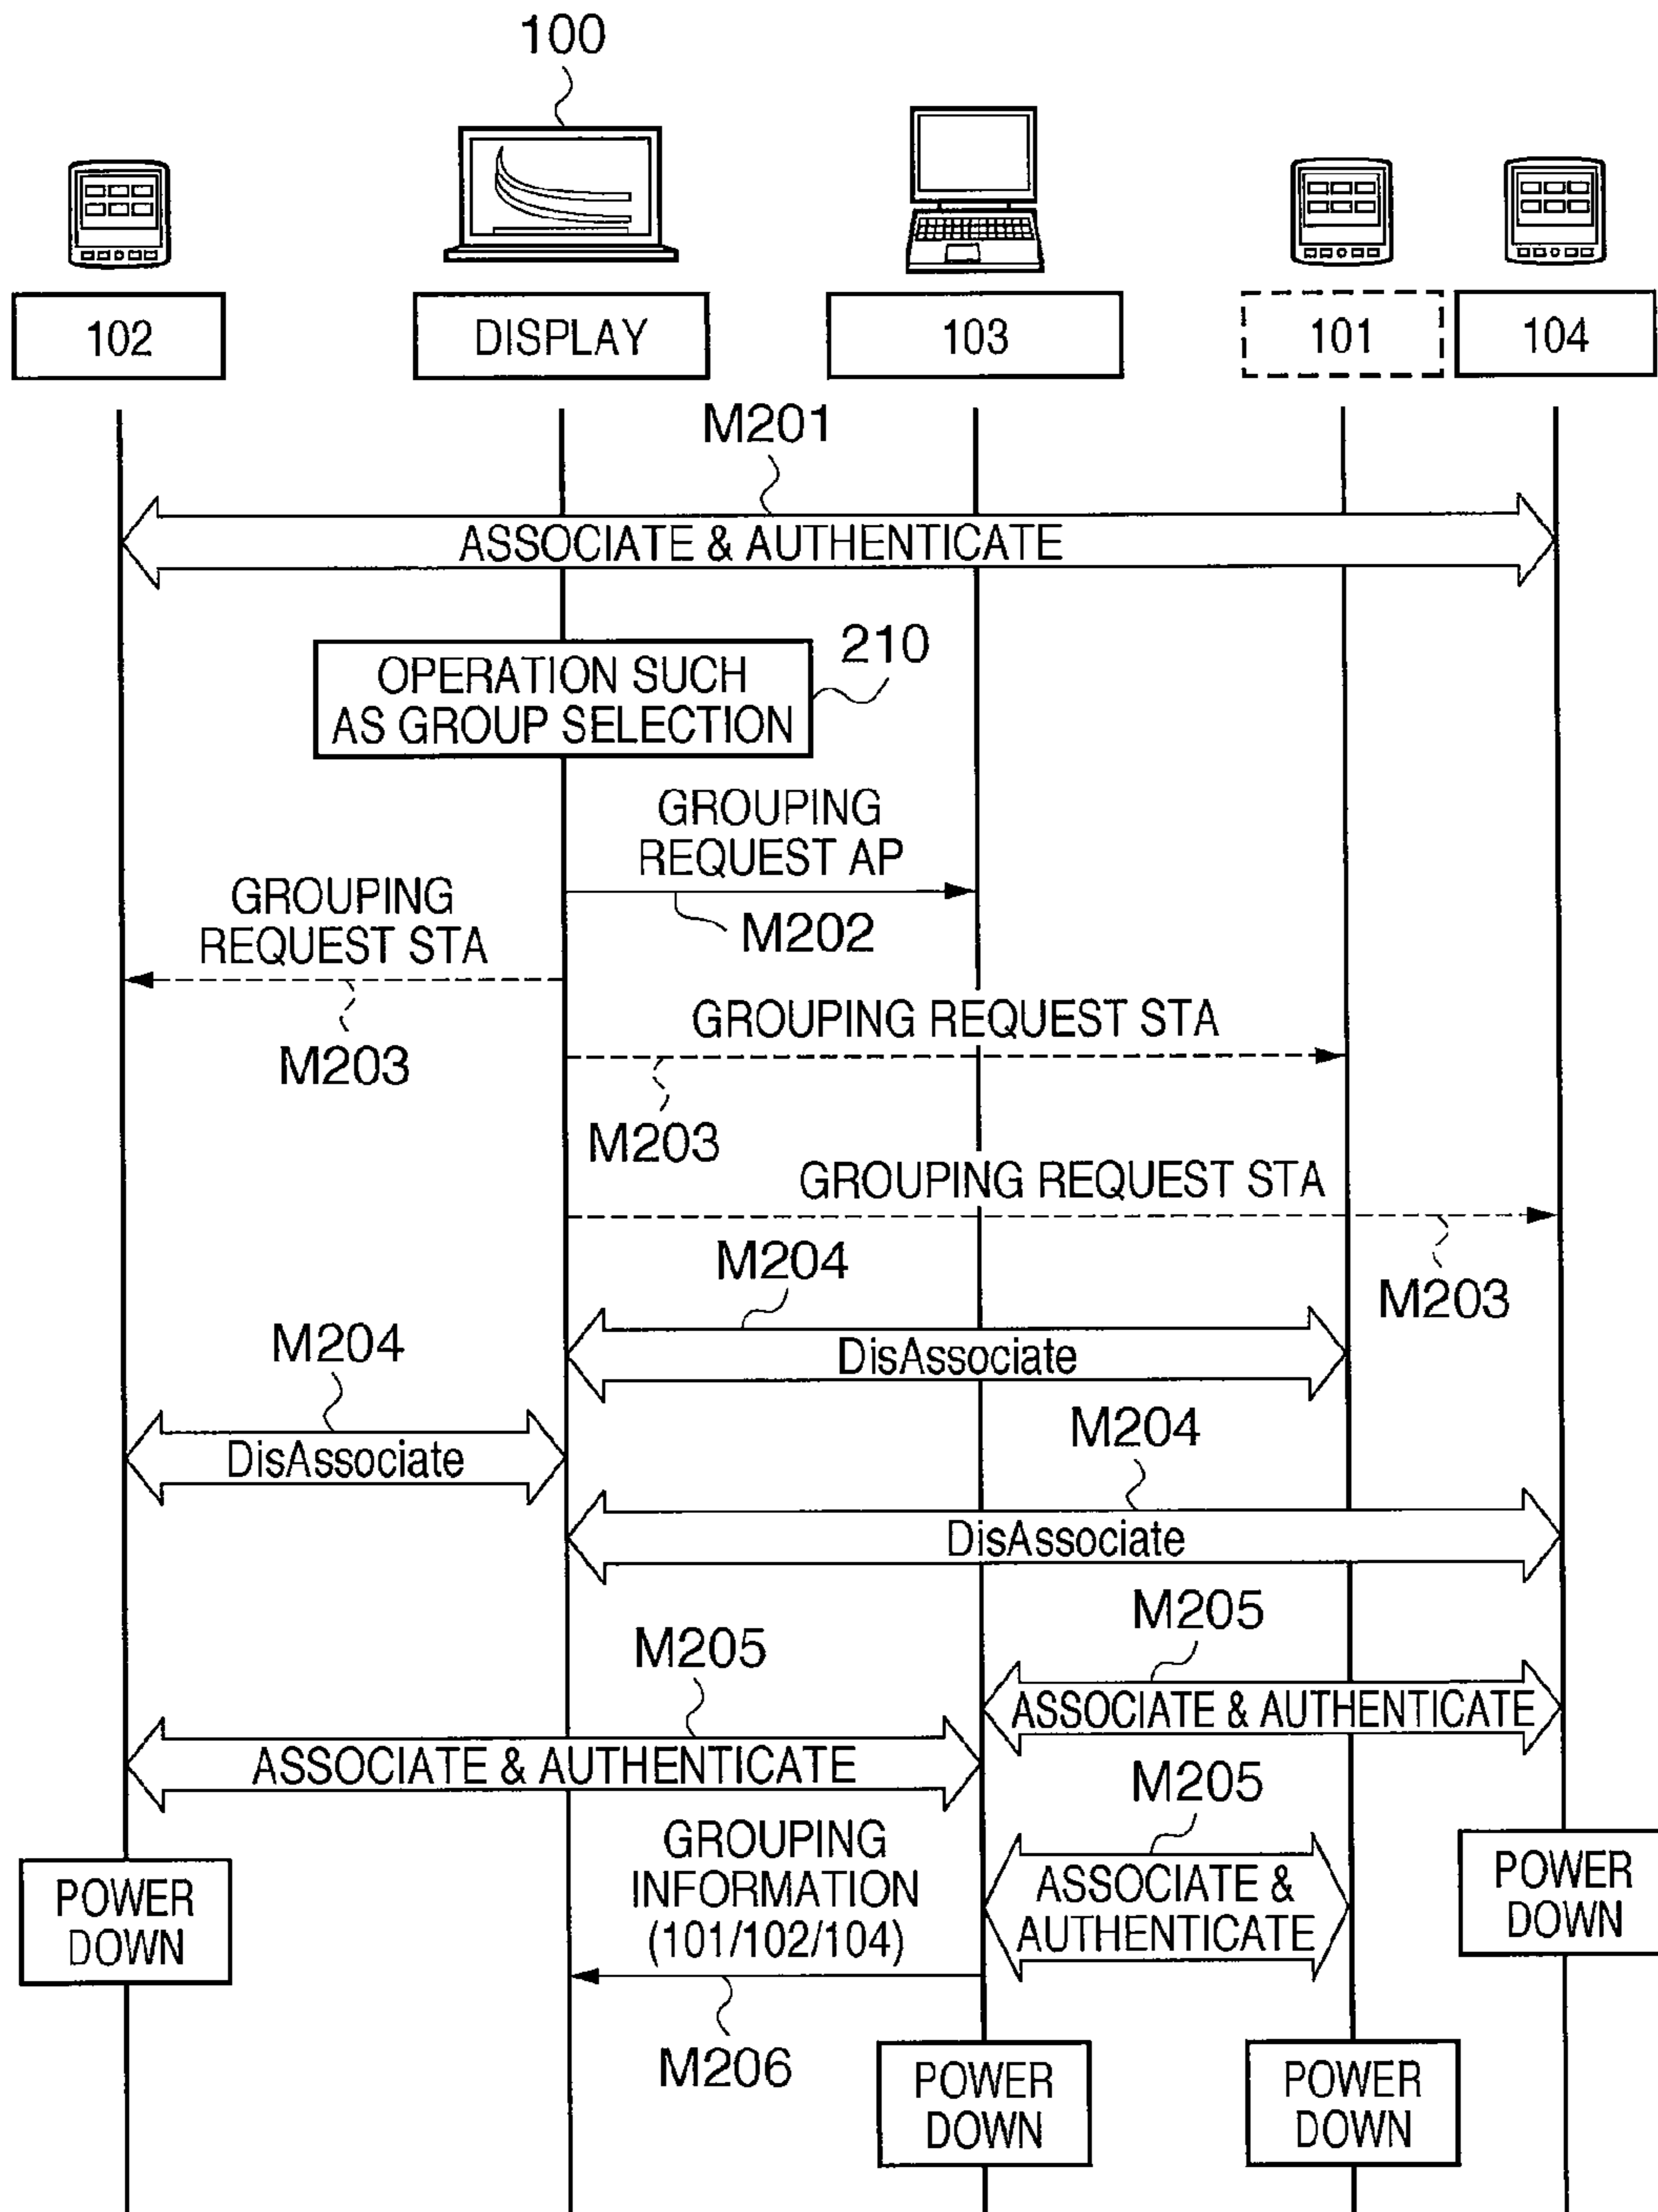 100
102
DISPLAY
103
101
104
M201
ASSOCIATE & AUTHENTICATE
OPERATION SUCH
AS GROUP SELECTION
210
GROUPING
REQUEST AP
M202
GROUPING
REQUEST STA
M203
GROUPING REQUEST STA
M203
GROUPING REQUEST STA
M203
M204
DisAssociate
M204
DisAssociate
M204
DisAssociate
M205
ASSOCIATE & AUTHENTICATE
M205
ASSOCIATE & AUTHENTICATE
M205
ASSOCIATE &
AUTHENTICATE
GROUPING
INFORMATION
(101/102/104)
M206
POWER
DOWN
POWER
DOWN
POWER
DOWN
POWER
DOWN